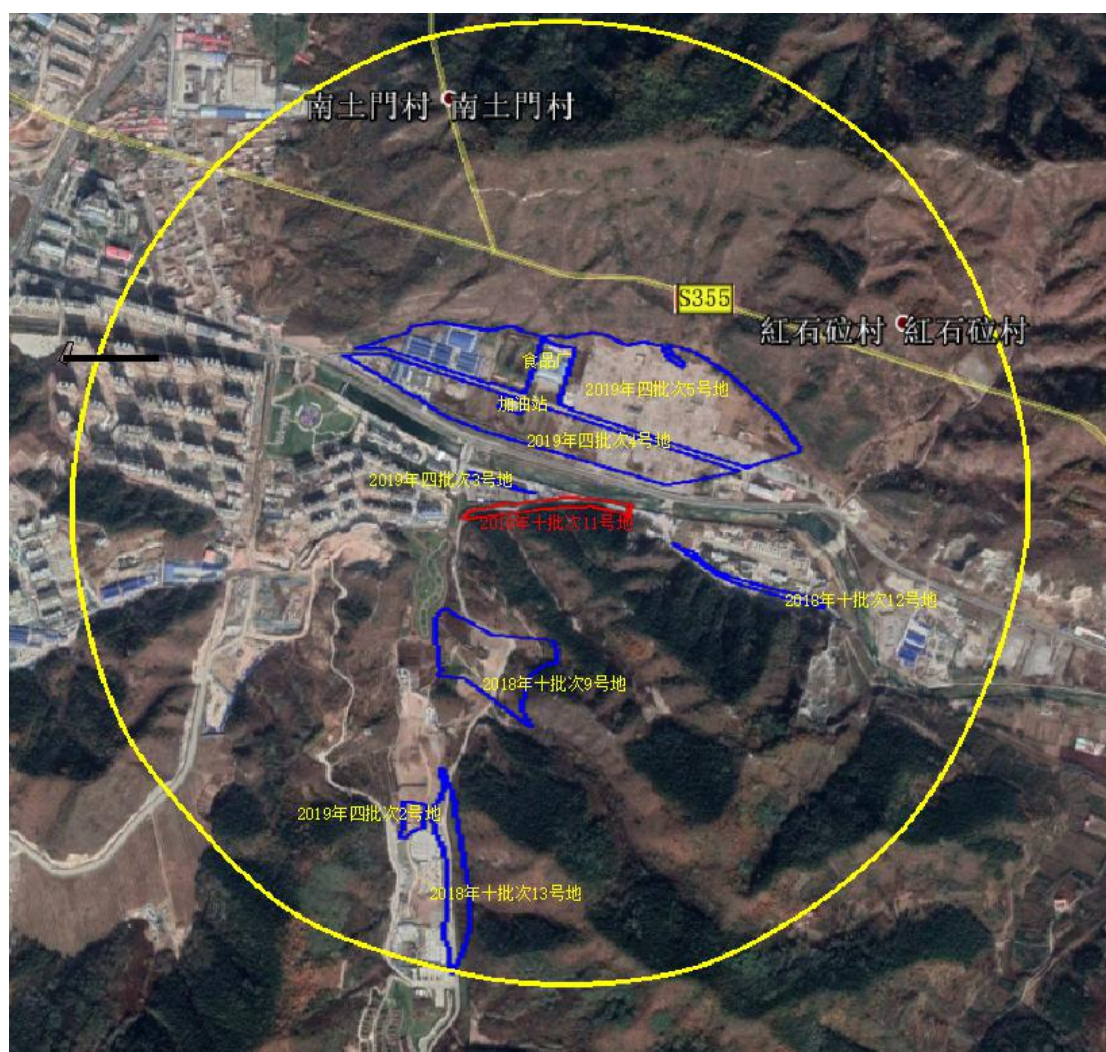 南土門村 南土門村
S355
紅石砬村 紅石砬村
食品厂
2019年四批次5号地
加油站
2019年四批次4号地
2019年四批次3号地
2018年十批次11号地
2018年十批次12号地
2018年十批次9号地
2019年四批次2号地
2018年十批次13号地